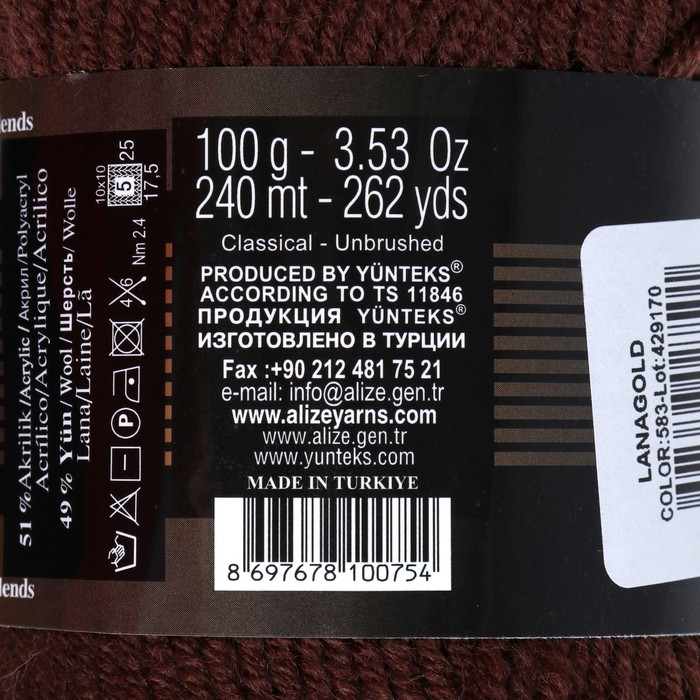 lends
51 % Akrilik /Acrylic / Акрил /Polyacryl
Acrílico/Acrylique/Acrilico
49 % Yün / Wool / Шерсть/ Wolle
Lana/Laine/Lã
10x10
5
25
17,5
4/6
Nm 2.4
P
100 g - 3.53 Oz
240 mt - 262 yds
Classical - Unbrushed
PRODUCED BY YÜNTEKS®
ACCORDING TO TS 11846
ПРОДУКЦИЯ YÜNTEKS®
ИЗГОТОВЛЕНО В ТУРЦИИ
Fax :+90 212 481 75 21
e-mail: info@alize.gen.tr
www.alizeyarns.com
www.alize.gen.tr
www.yunteks.com
MADE IN TURKIYE
8 697678 100754
lends
LANAGOLD
COLOR:583-Lot:429170